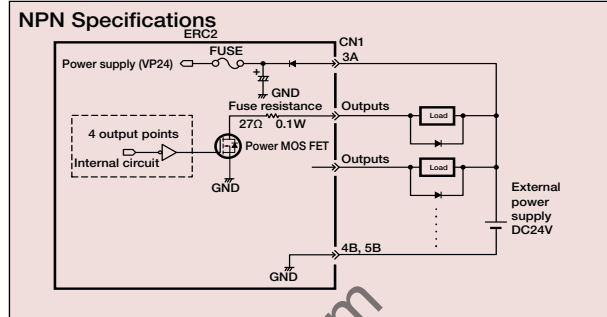 NPN Specifications
ERC2
CN1
FUSE
3A
Power supply (VP24)
+
GND
Fuse resistance
Outputs
27Ω 0.1W
Load
4 output points
Internal circuit
Power MOS FET
Outputs
Load
GND
External
power
supply
DC24V
4B, 5B
GND
m